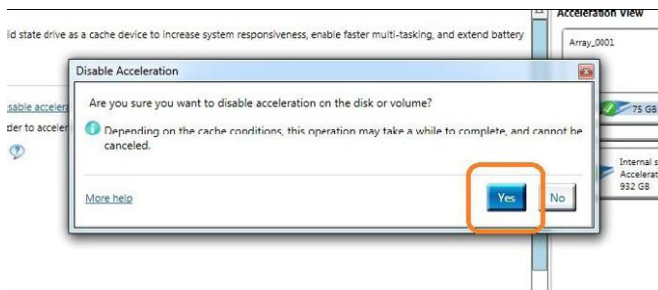 Acceleration View
id state drive as a cache device to increase system responsiveness, enable faster multi-tasking, and extend battery
Array_0001
Disable Acceleration
Are you sure you want to disable acceleration on the disk or volume?
sable acceler
75 GB
Depending on the cache conditions, this operation may take a while to complete, and cannot be
canceled.
der to acceler
Internal s
Accelerat
932 GB
More help
Yes
No